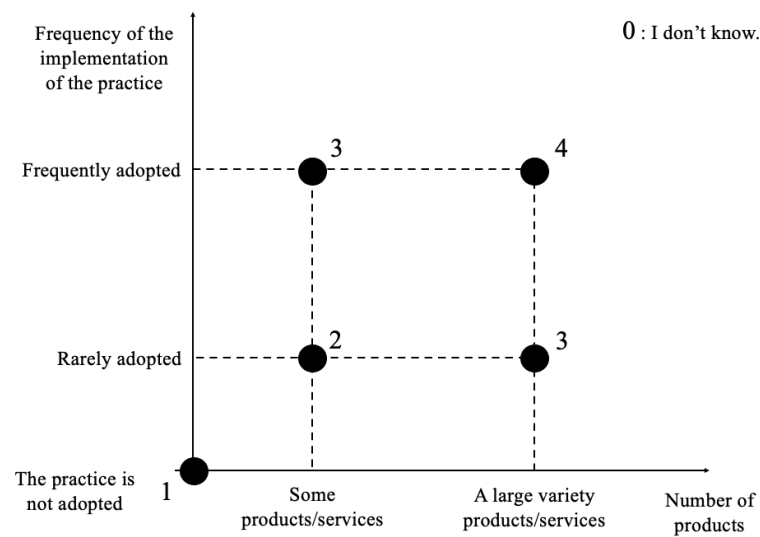 Frequency of the
implementation
of the practice
0 : I don’t know.
3
4
Frequently adopted
2
3
Rarely adopted
The practice is
not adopted
1
Some
products/services
A large variety
products/services
Number of
products